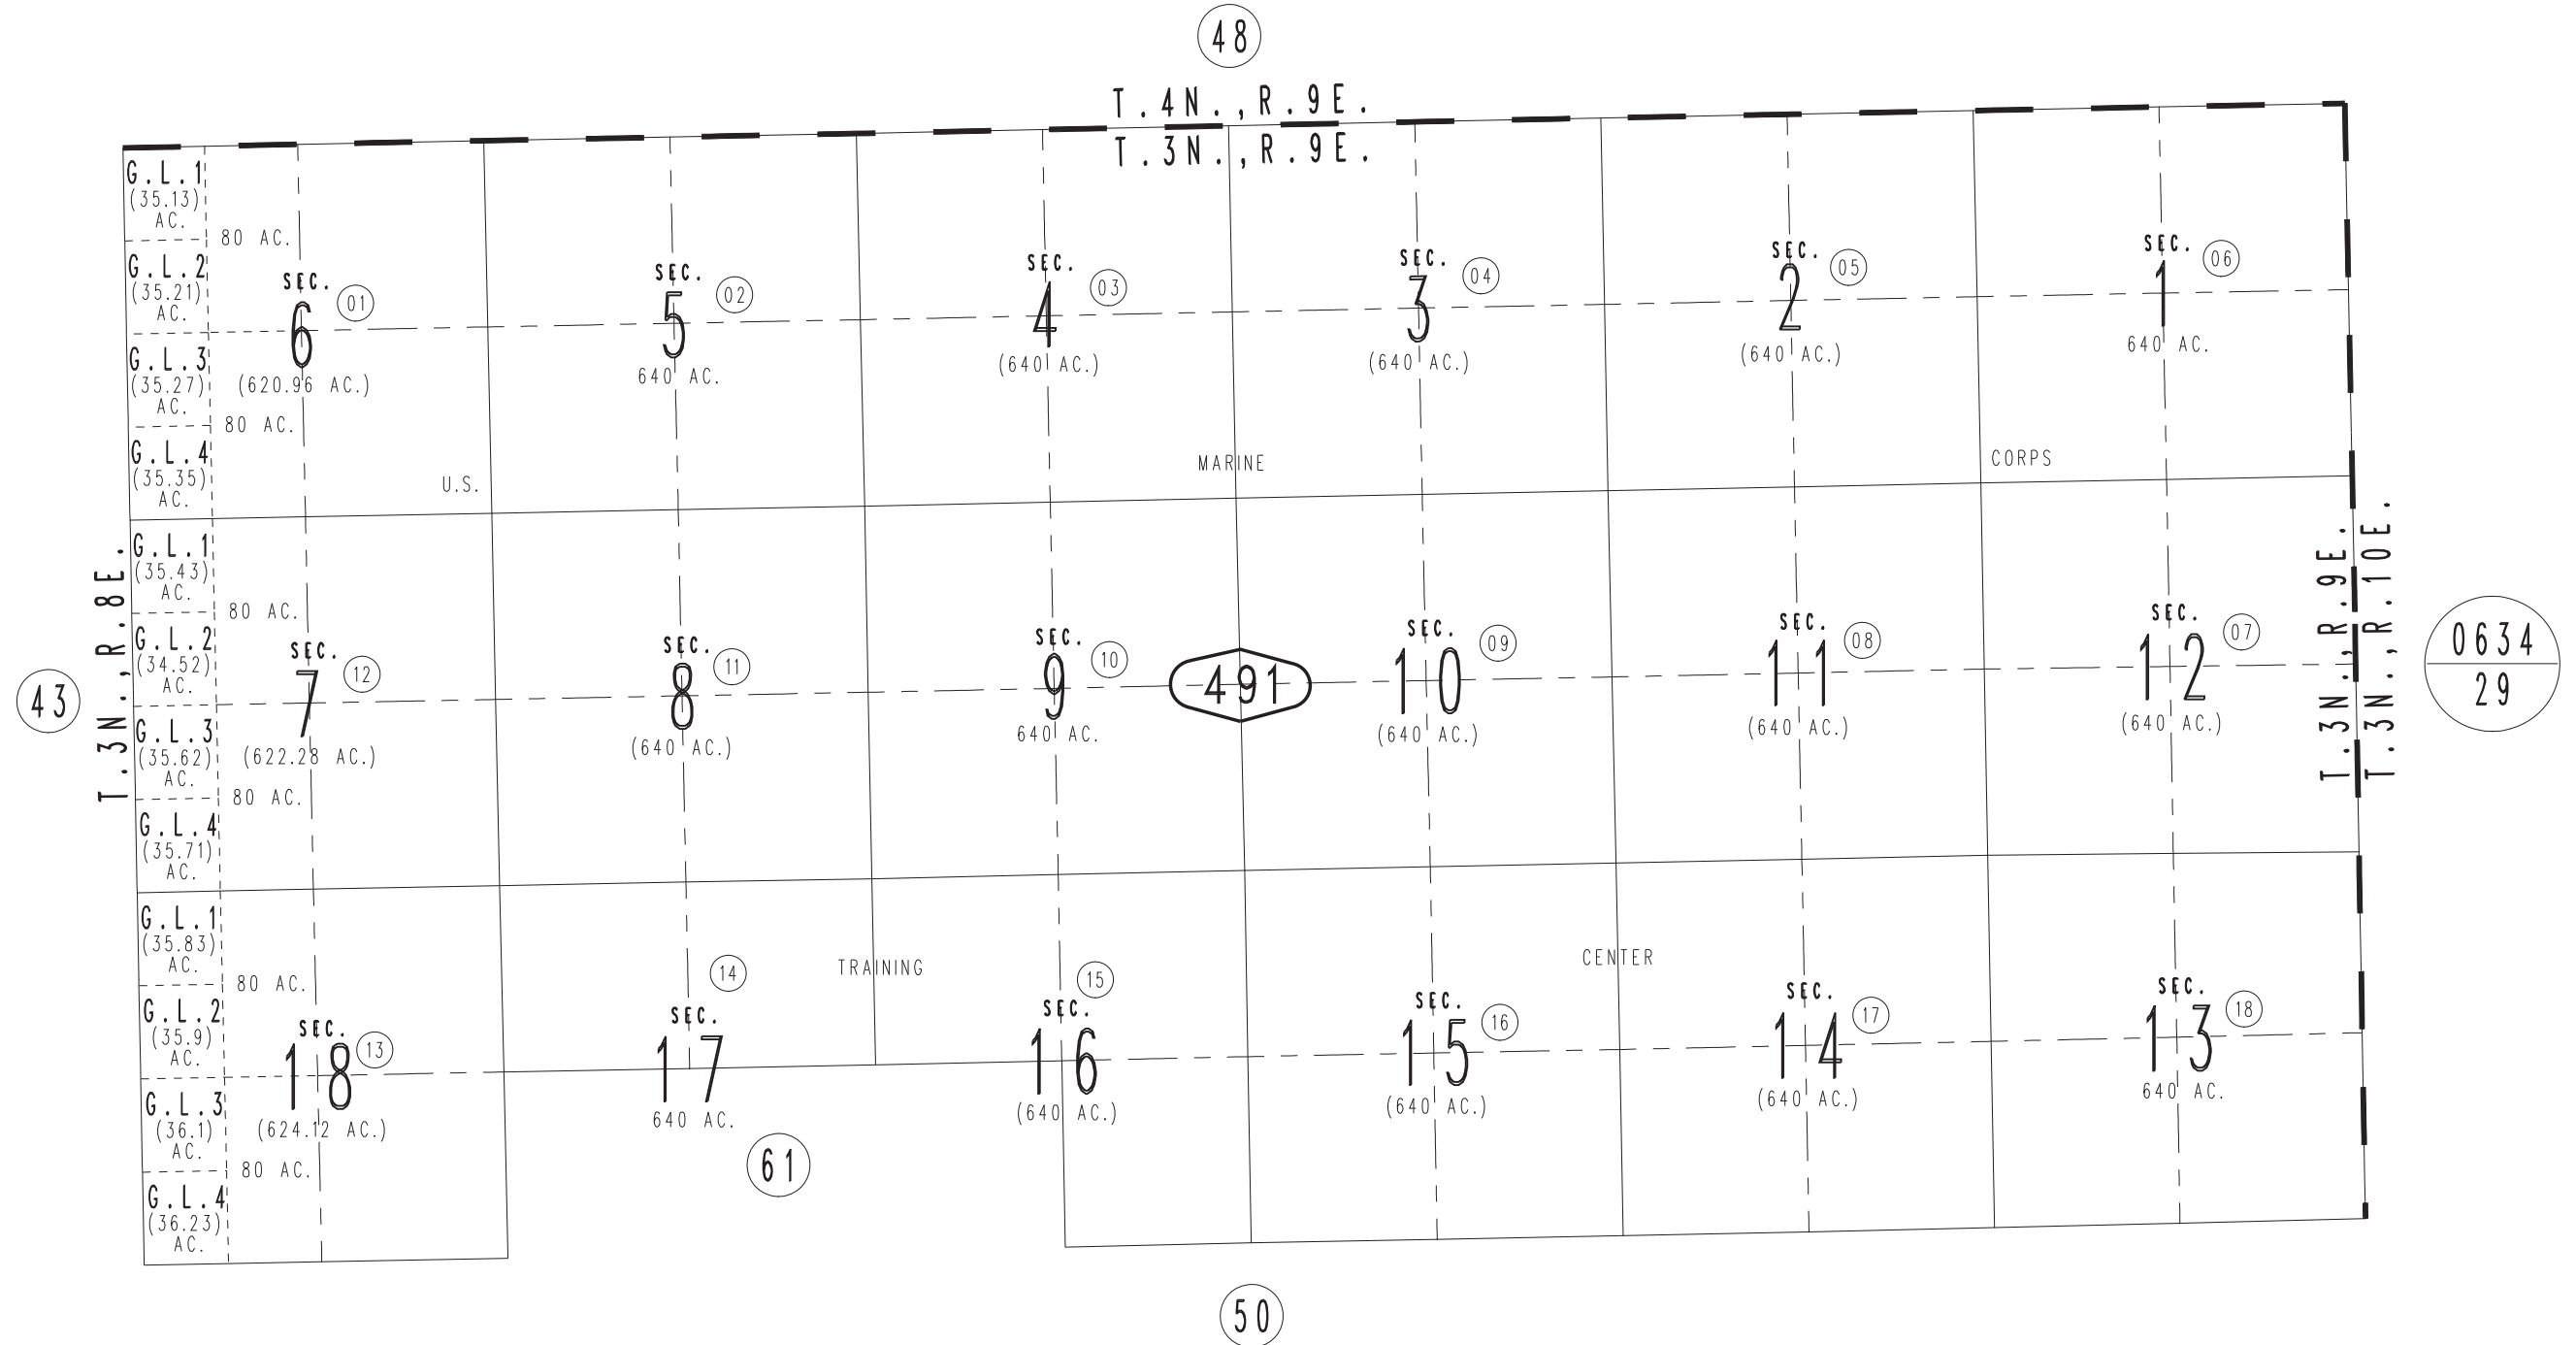 48
T.4N.,R.9E.
T.3N.,R.9E.
G.L.1
(35.13)
AC.
80 AC.
G.L.2
(35.21)
AC.
SEC.
6
01
G.L.3
(35.27)
AC.
(620.96 AC.)
80 AC.
G.L.4
(35.35)
AC.
SEC.
5
02
640 AC.
SEC.
4
03
(640 AC.)
SEC.
3
04
(640 AC.)
SEC.
2
05
(640 AC.)
SEC.
1
06
640 AC.
U.S.
MARINE
CORPS
T.3N.,R.8E.
43
G.L.1
(35.43)
AC.
80 AC.
G.L.2
(34.52)
AC.
SEC.
7
12
G.L.3
(35.62)
AC.
(622.28 AC.)
80 AC.
G.L.4
(35.71)
AC.
SEC.
8
11
(640 AC.)
SEC.
9
10
640 AC.
491
SEC.
10
09
(640 AC.)
SEC.
11
08
(640 AC.)
SEC.
12
07
(640 AC.)
T.3N.,R.9E.
T.3N.,R.10E.
0634
29
G.L.1
(35.83)
AC.
80 AC.
G.L.2
(35.9)
AC.
SEC.
18
13
G.L.3
(36.1)
AC.
(624.12 AC.)
80 AC.
G.L.4
(36.23)
AC.
TRAINING
CENTER
14
SEC.
17
640 AC.
61
15
SEC.
16
(640 AC.)
SEC.
15
16
(640 AC.)
SEC.
14
17
(640 AC.)
SEC.
13
18
640 AC.
50